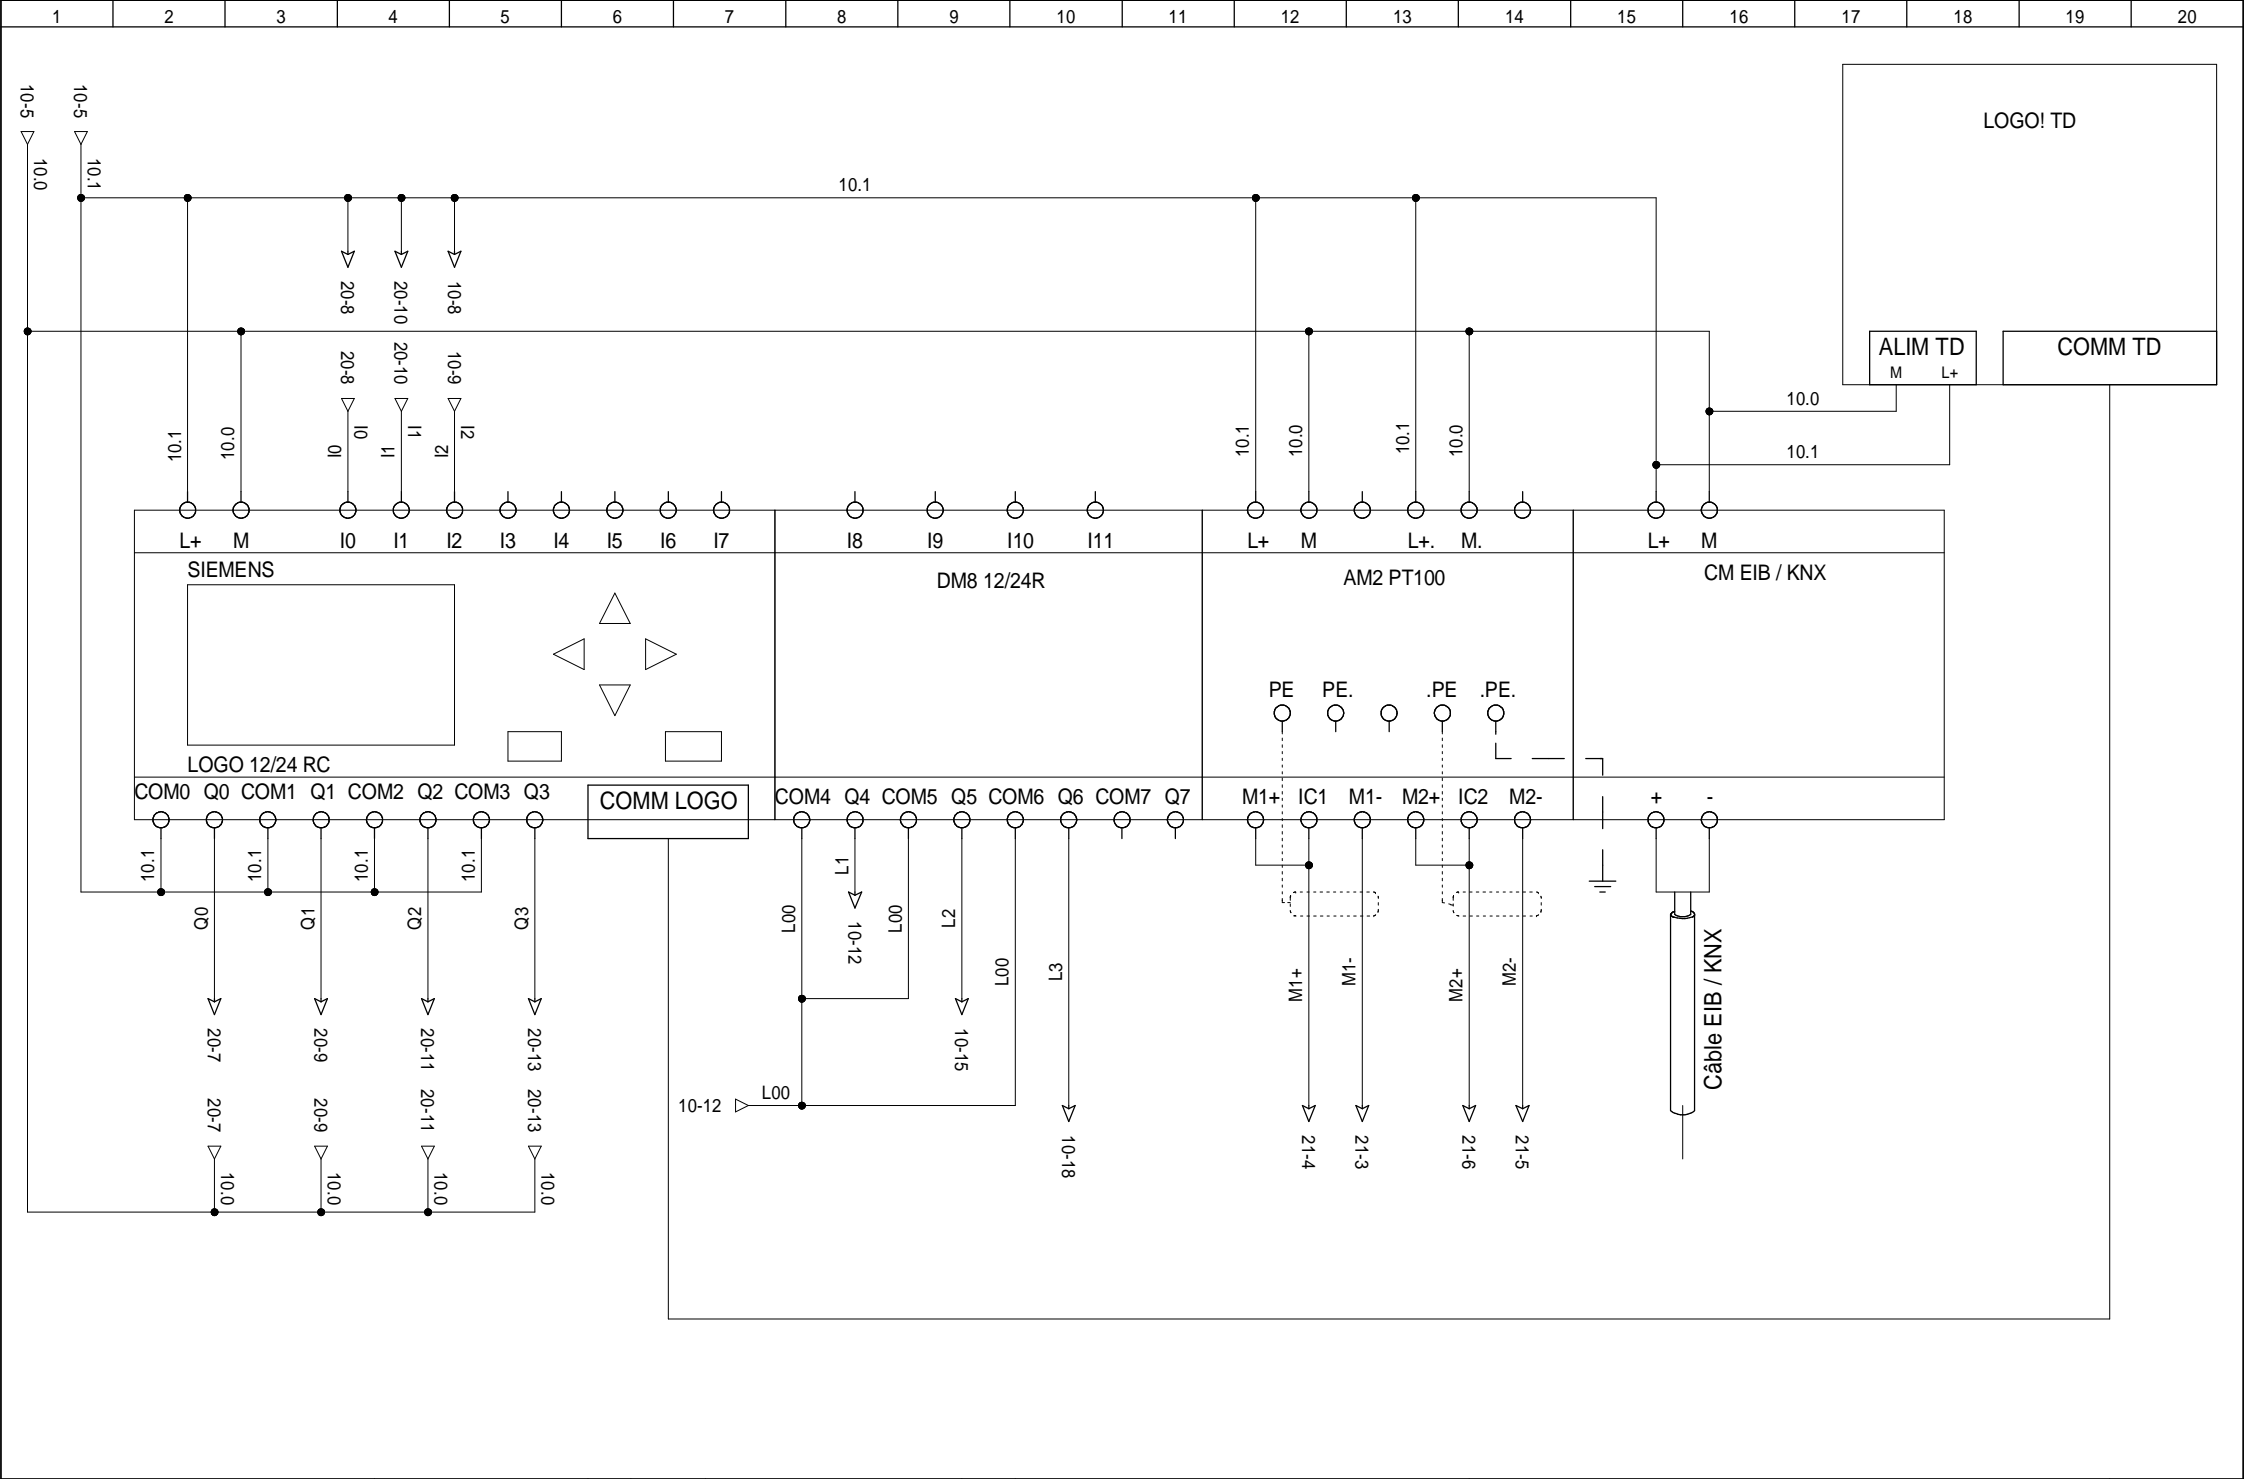 1 2 3 4 5 6 7 8 9 10 11 12 13 14 15 16 17 18 19 20
10-5 10-5
LOGO! TD
10.0 10.1
10.1
20-8 20-10 10-8
20-8 20-10 10-9
ALIM TD COMM TD
M L+
10.0
10.1
10.1 10.0 I0 I0 I1 I1 I2 I2 10.1 10.0 10.1 10.0
L+ M I0 I1 I2 I3 I4 I5 I6 I7 I8 I9 I10 I11 L+ M L+. M. L+ M
SIEMENS
DM8 12/24R
AM2 PT100
CM EIB / KNX
PE PE. .PE .PE.
LOGO 12/24 RC
COM0 Q0 COM1 Q1 COM2 Q2 COM3 Q3
COMM LOGO
COM4 Q4 COM5 Q5 COM6 Q6 COM7 Q7
M1+ IC1 M1- M2+ IC2 M2-
+ -
10.1 10.1 10.1 10.1 L1
Q0 Q1 Q2 Q3 L00 L00 L2
10-12
L00 L3 M1+ M1- M2+ M2-
Câble EIB / KNX
20-7 20-9 20-11 20-13 10-15
10-12 L00
20-7 20-9 20-11 20-13
10-18 21-4 21-3 21-6 21-5
10.0 10.0 10.0 10.0